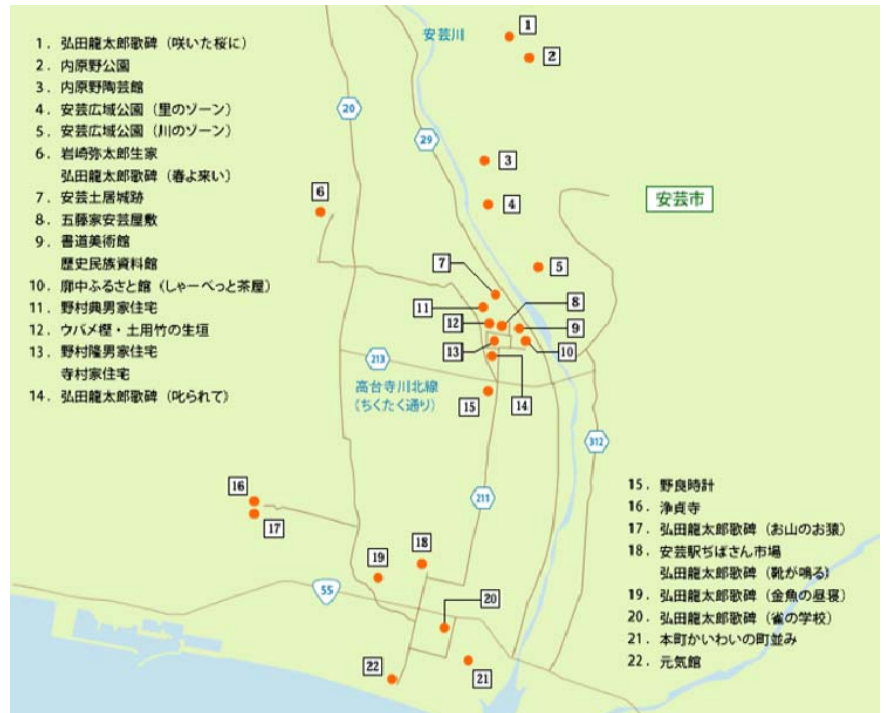 1. 弘田龍太郎歌碑（咲いた桜に）
2. 内原野公園
3. 内原野陶芸館
4. 安芸広域公園（里のゾーン）
5. 安芸広域公園（川のゾーン）
6. 岩崎弥太郎生家
弘田龍太郎歌碑（春よ来い）
7. 安芸土居城跡
8. 五藤家安芸屋敷
9. 書道美術館
歴史民族資料館
10. 廓中ふるさと館（しゃーべっと茶屋）
11. 野村典男家住宅
12. ウバメ樫・土用竹の生垣
13. 野村隆男家住宅
寺村家住宅
14. 弘田龍太郎歌碑（叱られて）
安芸川
1
2
20
29
3
4
安芸市
6
5
7
11
8
12
9
13
10
213
高台寺川北線
（ちくたく通り）
15
14
312
16
17
211
18
19
55
20
22
21
15. 野良時計
16. 浄貞寺
17. 弘田龍太郎歌碑（お山のお猿）
18. 安芸駅ぢばさん市場
弘田龍太郎歌碑（靴が鳴る）
19. 弘田龍太郎歌碑（金魚の昼寝）
20. 弘田龍太郎歌碑（雀の学校）
21. 本町かいわいの町並み
22. 元気館